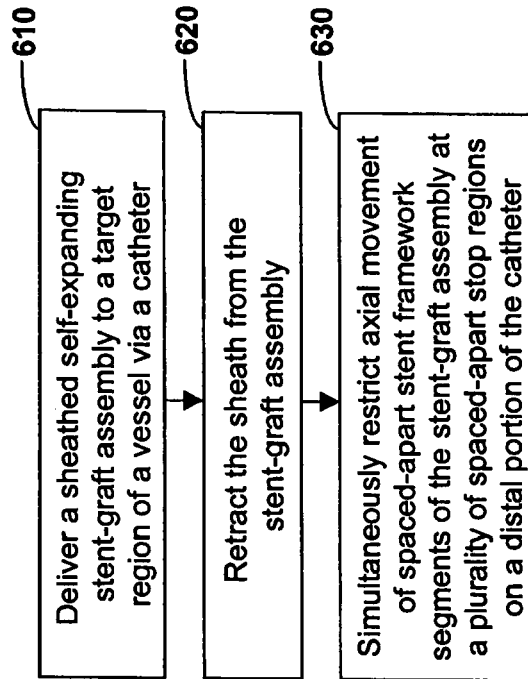 610
Deliver a sheathed self-expanding
stent-graft assembly to a target
region of a vessel via a catheter
620
Retract the sheath from the
stent-graft assembly
630
Simultaneously restrict axial movement
of spaced-apart stent framework
segments of the stent-graft assembly at
a plurality of spaced-apart stop regions
on a distal portion of the catheter